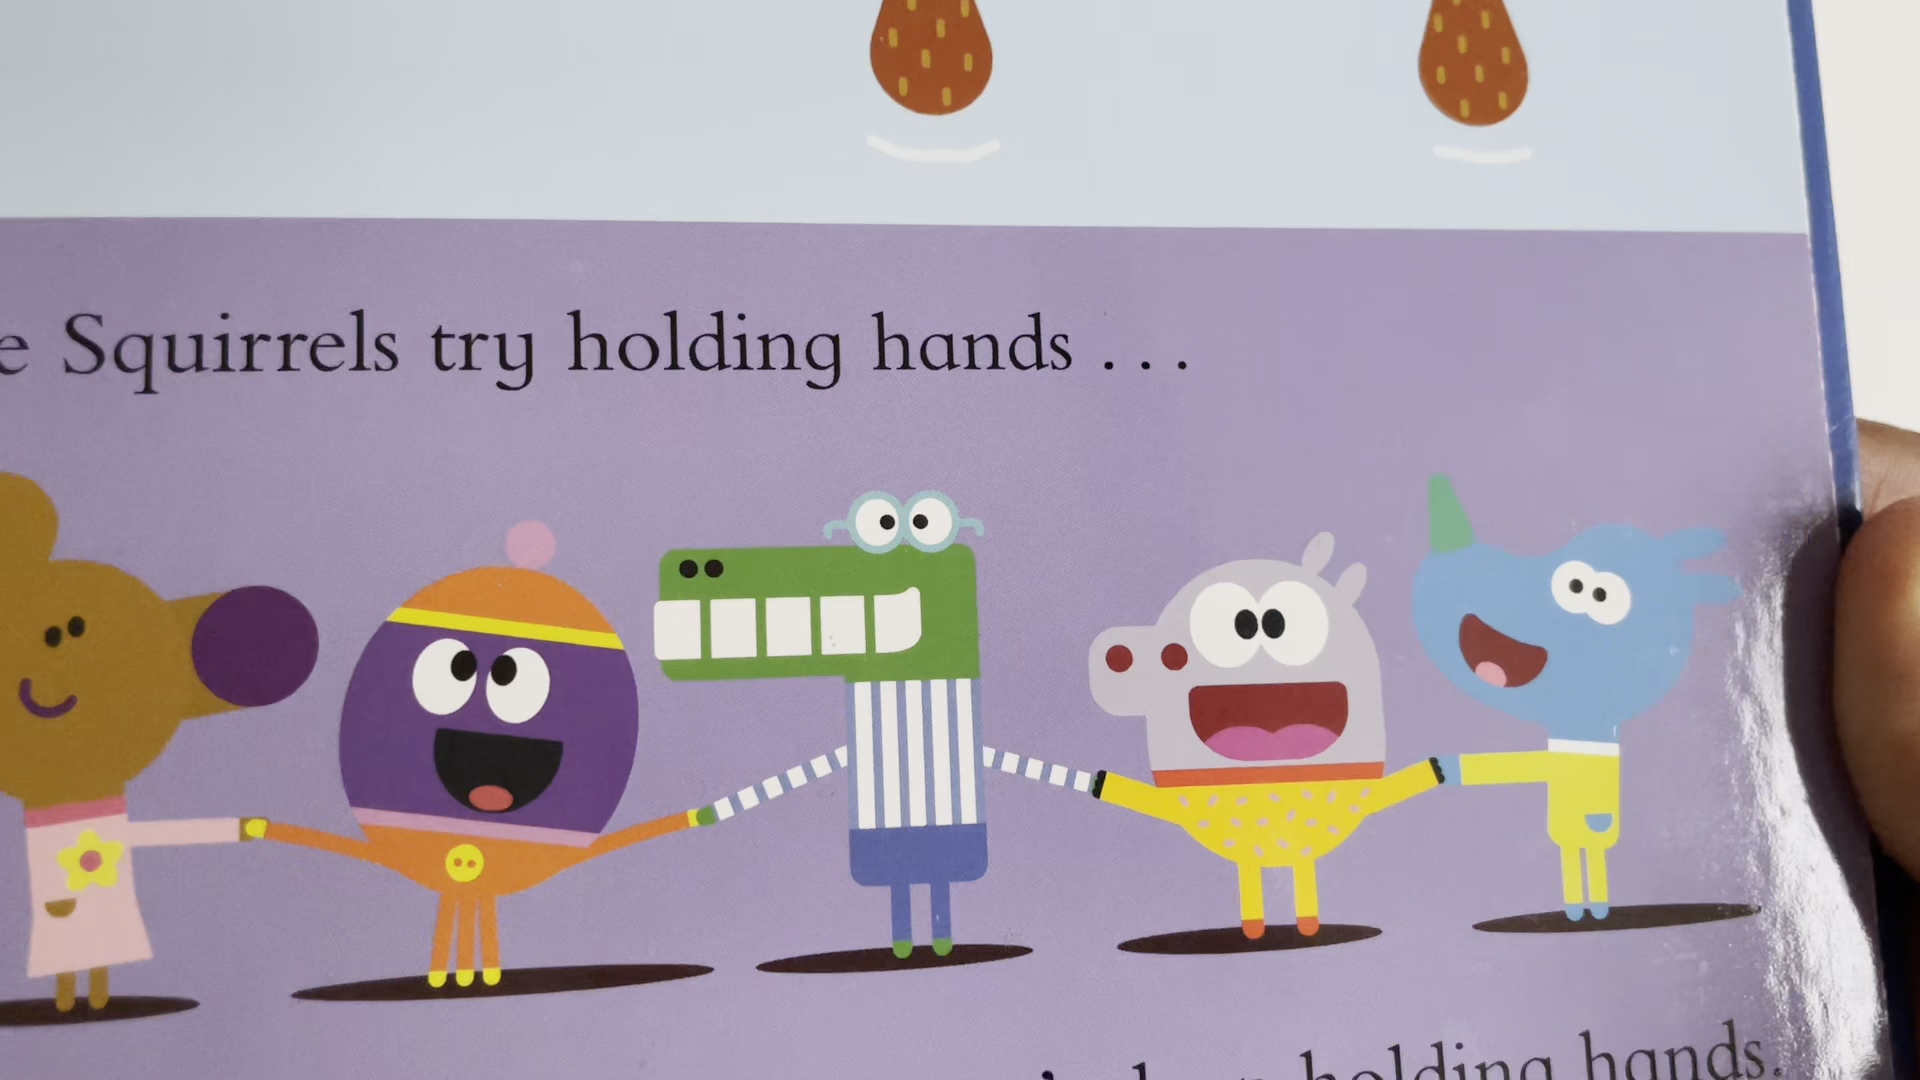 Squirrels try holding hands . . .
holding hands.